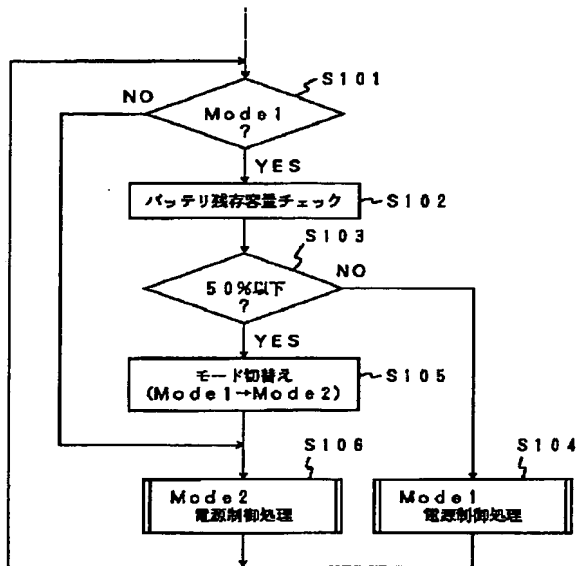 S101
NO
Mode1
?
YES
バッテリ残存容量チェック
S102
S103
NO
50%以下
?
YES
モード切替え
(Mode1→Mode2)
S105
S106
S104
Mode2
電源制御処理
Mode1
電源制御処理